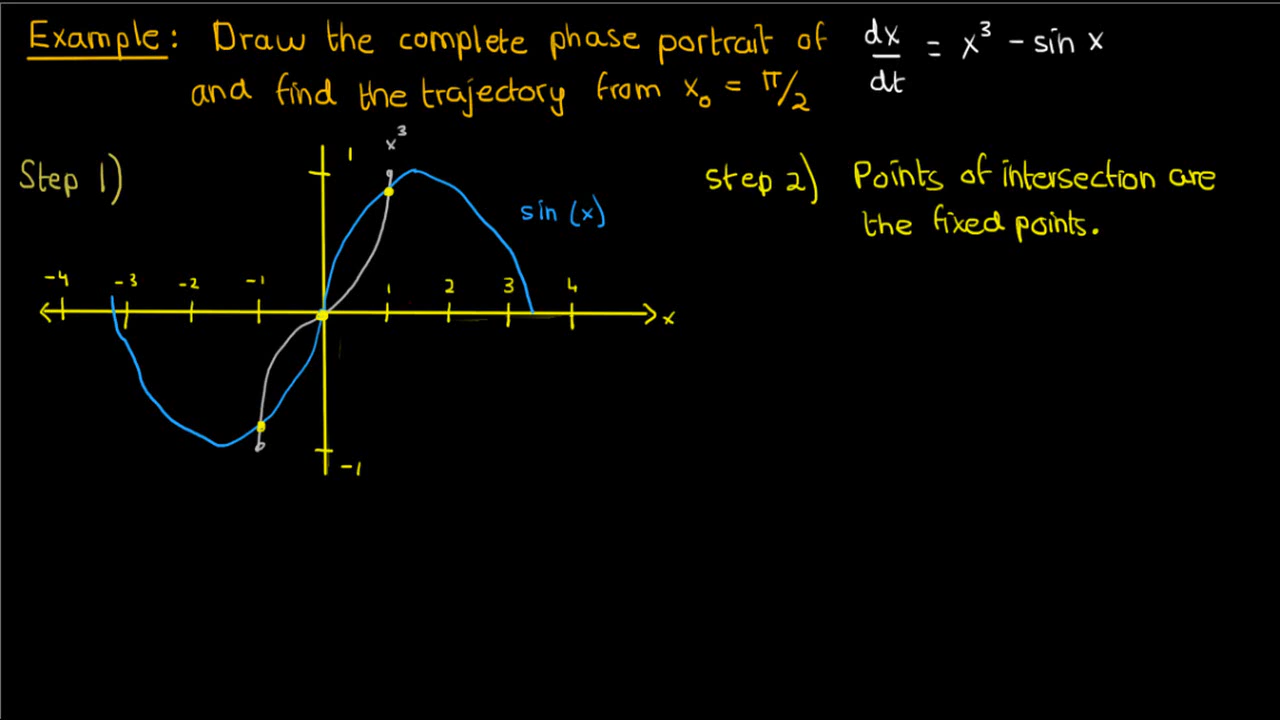 Example: Draw the complete phase portrait of dx/dt = x³ - sin x
and find the trajectory from x₀ = π/2
Step 1)
x³
1
sin (x)
-4 -3 -2 -1 1 2 3 4
x
-1
Step 2) Points of intersection are
the fixed points.